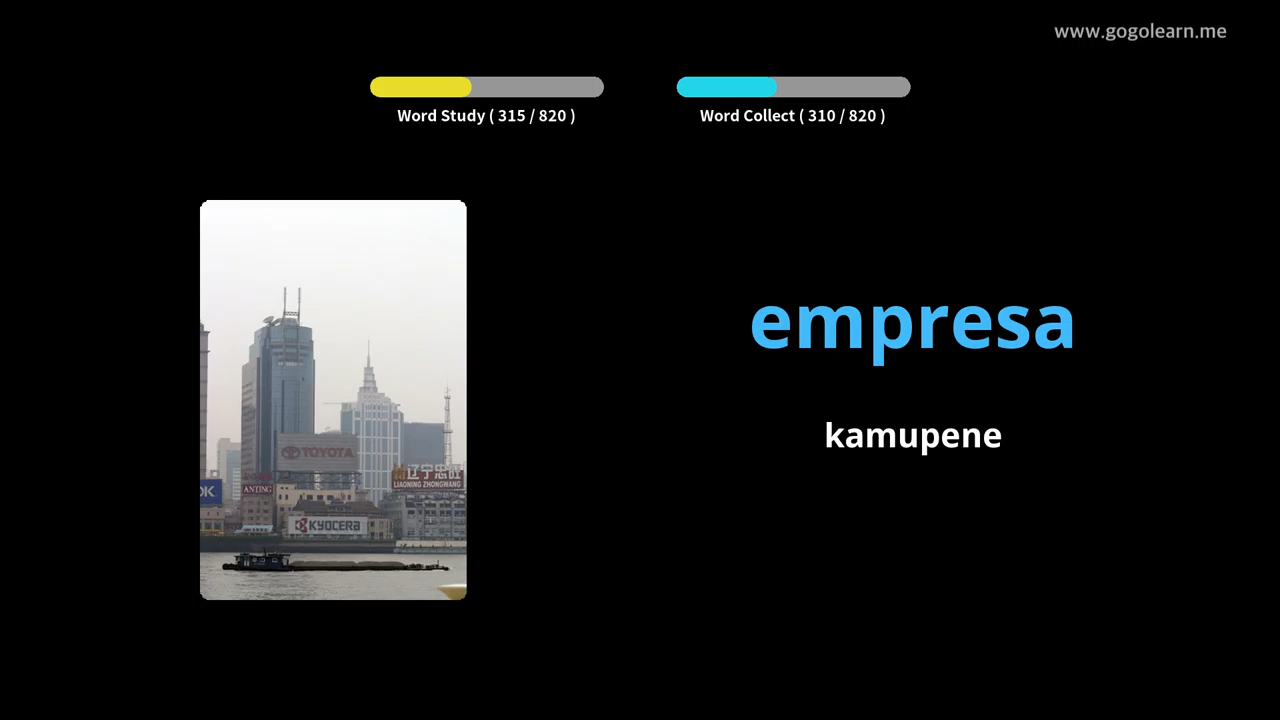 www.gogolearn.me
Word Study ( 315 / 820 )
Word Collect ( 310 / 820 )
empresa
kamupene
TOYOTA
辽宁忠旺
LIAONING ZHONGWANG
OK
ANTING
KYOCERA